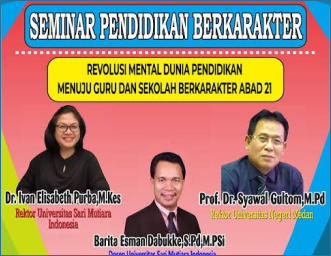 SEMINAR PENDIDIKAN BERKARAKTER
REVOLUSI MENTAL DUNIA PENDIDIKAN
MENUJU GURU DAN SEKOLAH BERKARAKTER ABAD 21
Dr. Ivan Elisabeth Purba,M.Kes
Rektor Universitas Sari Mutiara
Indonesia
Prof. Dr. Syawal Gultom,M.Pd
Rektor Universitas Negeri Medan
Barita Esman Dabukke,S.Pd,M.PSi
Dosen Universitas Sari Mutiara Indonesia